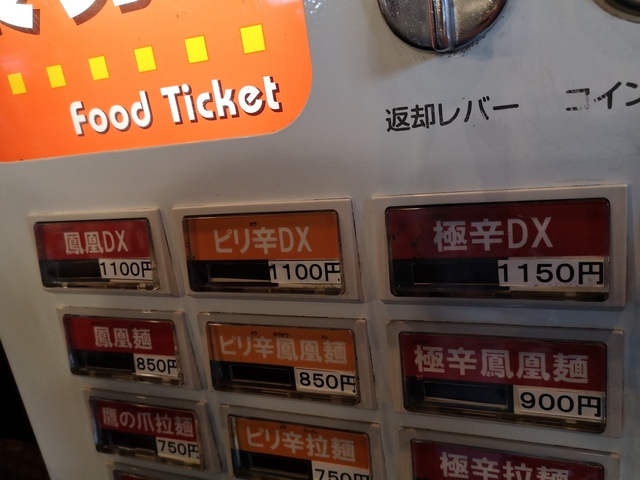 Food Ticket
返却レバー
コイン
鳳凰DX
1100円
ピリ辛DX
1100円
極辛DX
1150円
鳳凰麺
850円
ピリ辛鳳凰麺
850円
極辛鳳凰麺
900円
鷹の爪拉麺
750円
ピリ辛拉麺
750円
極辛拉麺